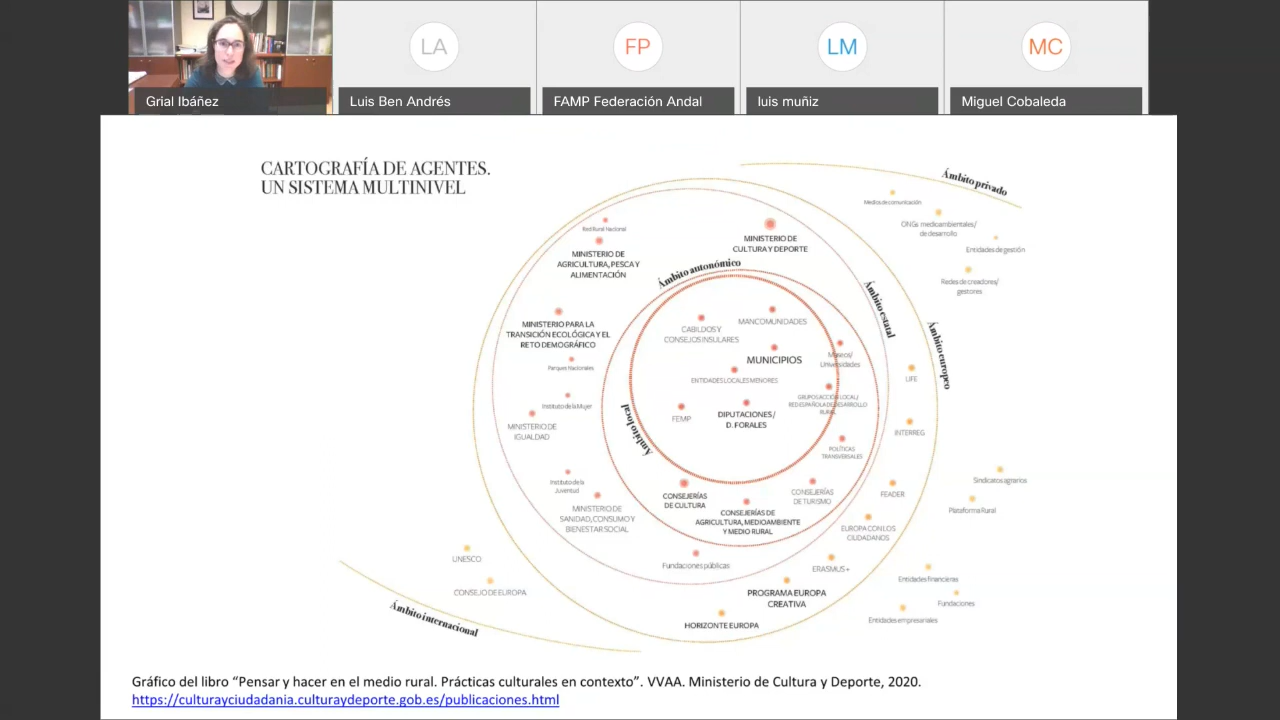 LA
FP
LM
MC
Grial Ibáñez
Luis Ben Andrés
FAMP Federación Andal
luis muñiz
Miguel Cobaleda
CARTOGRAFÍA DE AGENTES.
UN SISTEMA MULTINIVEL
Ámbito privado
Medios de comunicación
ONGs medioambientales/
de desarrollo
Entidades de gestión
Redes de creadores/
gestores
Red Rural Nacional
MINISTERIO DE
AGRICULTURA, PESCA Y
ALIMENTACIÓN
MINISTERIO DE
CULTURA Y DEPORTE
Ámbito autonómico
Ámbito estatal
Ámbito europeo
MINISTERIO PARA LA
TRANSICIÓN ECOLÓGICA Y EL
RETO DEMOGRÁFICO
Parques Nacionales
CABILDOS Y
CONSEJOS INSULARES
MANCOMUNIDADES
MUNICIPIOS
ENTIDADES LOCALES MENORES
Museos/
Universidades
GRUPO ACCIÓN LOCAL/
RED ESPAÑOLA DE DESARROLLO
RURAL
FEMP
DIPUTACIONES/
D. FORALES
Ámbito local
POLÍTICAS
TRANSVERSALES
LIFE
INTERREG
Instituto de la Mujer
MINISTERIO DE
IGUALDAD
Instituto de la
Juventud
MINISTERIO DE
SANIDAD, CONSUMO Y
BIENESTAR SOCIAL
CONSEJERÍAS
DE CULTURA
CONSEJERÍAS DE
AGRICULTURA, MEDIOAMBIENTE
Y MEDIO RURAL
CONSEJERÍAS
DE TURISMO
FEADER
EUROPA CON LOS
CIUDADANOS
Sindicatos agrarios
Plataforma Rural
Fundaciones públicas
ERASMUS +
PROGRAMA EUROPA
CREATIVA
HORIZONTE EUROPA
Entidades financieras
Fundaciones
Entidades empresariales
UNESCO
CONSEJO DE EUROPA
Ámbito internacional
Gráfico del libro “Pensar y hacer en el medio rural. Prácticas culturales en contexto”. VVAA. Ministerio de Cultura y Deporte, 2020.
https://culturayciudadania.culturaydeporte.gob.es/publicaciones.html